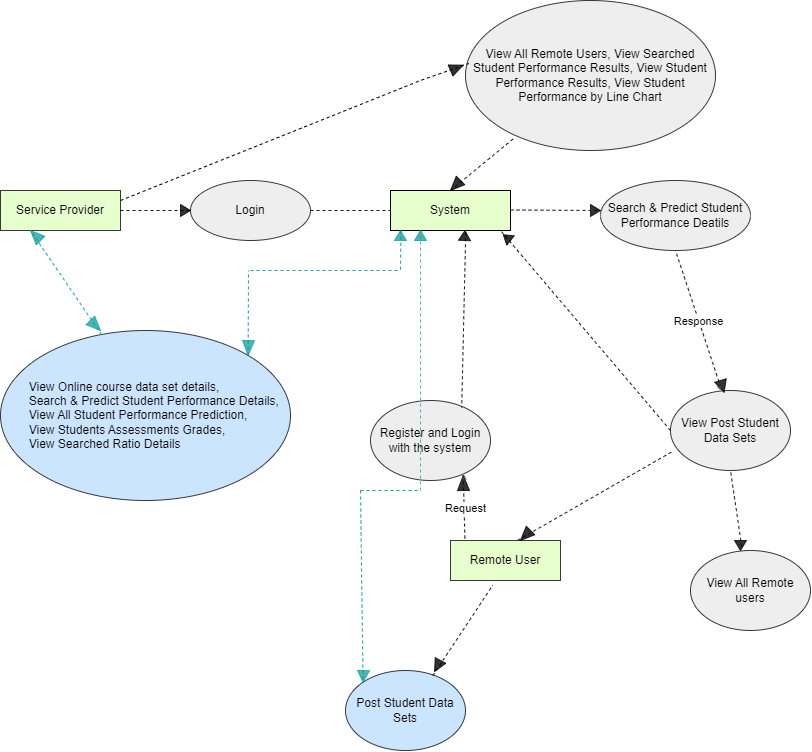 View All Remote Users, View Searched
Student Performance Results, View Student
Performance Results, View Student
Performance by Line Chart
Service Provider
Login
System
Search & Predict Student
Performance Deatils
Response
View Online course data set details,
Search & Predict Student Performance Details,
View All Student Performance Prediction,
View Students Assessments Grades,
View Searched Ratio Details
Register and Login
with the system
View Post Student
Data Sets
Request
Remote User
View All Remote
users
Post Student Data
Sets